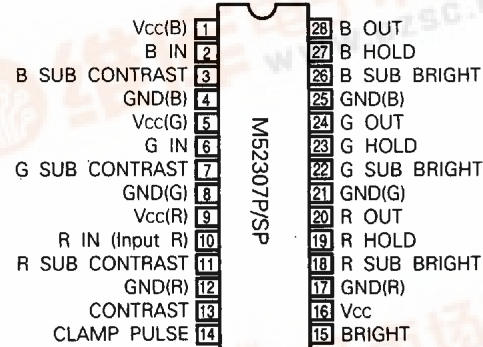 Vcc(B) 1
B IN 2
B SUB CONTRAST 3
GND(B) 4
Vcc(G) 5
G IN 6
G SUB CONTRAST 7
GND(G) 8
Vcc(R) 9
R IN (Input R) 10
R SUB CONTRAST 11
GND(R) 12
CONTRAST 13
CLAMP PULSE 14
M52307P/SP
28 B OUT
27 B HOLD
26 B SUB BRIGHT
25 GND(B)
24 G OUT
23 G HOLD
22 G SUB BRIGHT
21 GND(G)
20 R OUT
19 R HOLD
18 R SUB BRIGHT
17 GND(R)
16 Vcc
15 BRIGHT